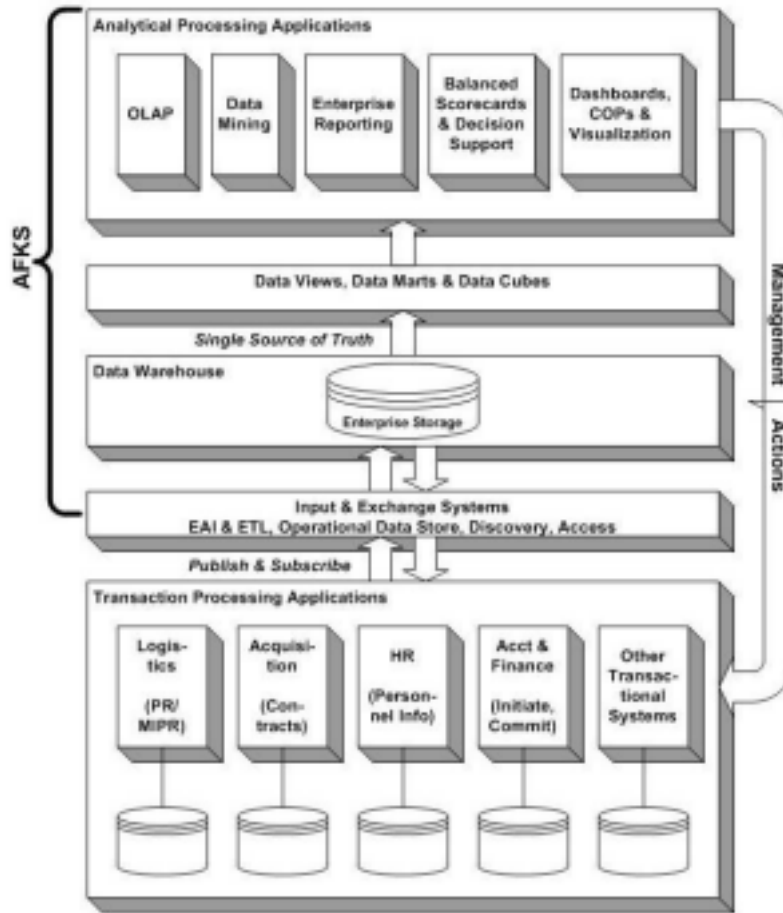 Analytical Processing Applications
OLAP
Data
Mining
Enterprise
Reporting
Balanced
Scorecards
& Decision
Support
Dashboards,
COPs &
Visualization
AFKS
Data Views, Data Marts & Data Cubes
Single Source of Truth
Data Warehouse
Enterprise Storage
Management
Actions
Input & Exchange Systems
EAI & ETL, Operational Data Store, Discovery, Access
Publish & Subscribe
Transaction Processing Applications
Logis-
tics
(PR/
MIPR)
Acquisi-
tion
(Con-
tracts)
HR
(Person-
nel Info)
Acct &
Finance
(Initiate,
Commit)
Other
Transac-
tional
Systems